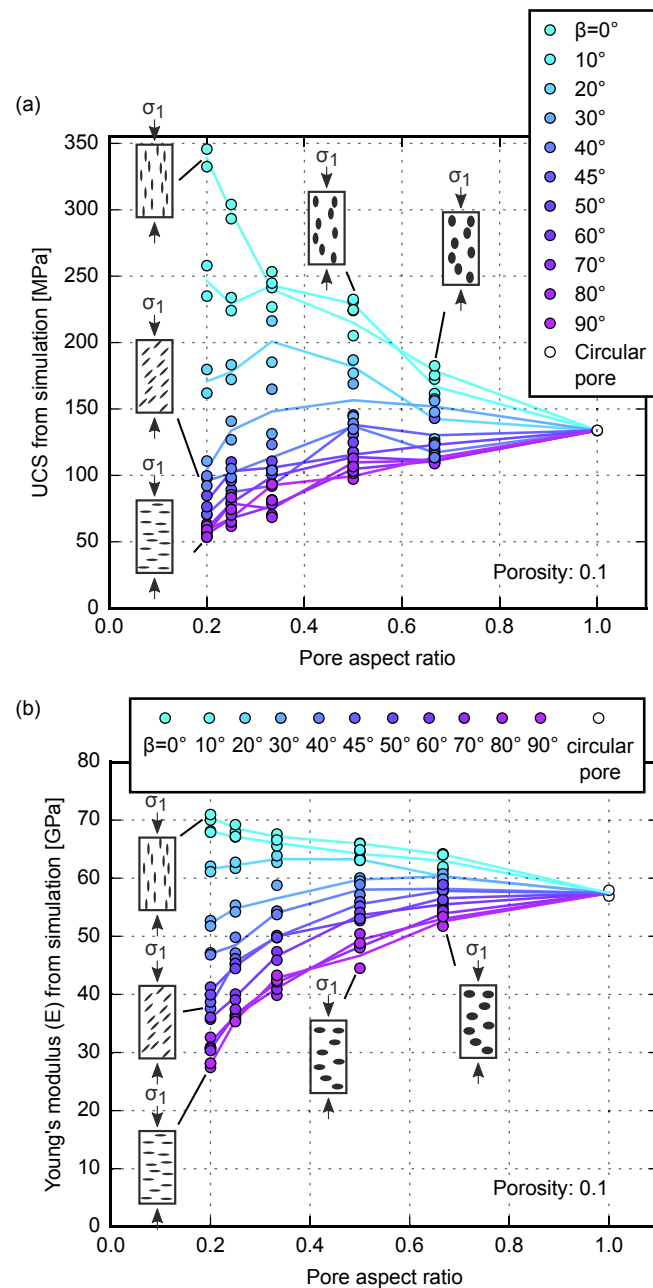 (a)
β=0°
10°
20°
30°
40°
45°
50°
60°
70°
80°
90°
Circular
pore
σ1
σ1
σ1
σ1
σ1
350
300
250
200
150
100
50
0
UCS from simulation [MPa]
Porosity: 0.1
0.0 0.2 0.4 0.6 0.8 1.0
Pore aspect ratio
(b)
β=0° 10° 20° 30° 40° 45° 50° 60° 70° 80° 90° circular
pore
80
70
60
50
40
30
20
10
0
Young's modulus (E) from simulation [GPa]
σ1
σ1
σ1
σ1
σ1
Porosity: 0.1
0.0 0.2 0.4 0.6 0.8 1.0
Pore aspect ratio